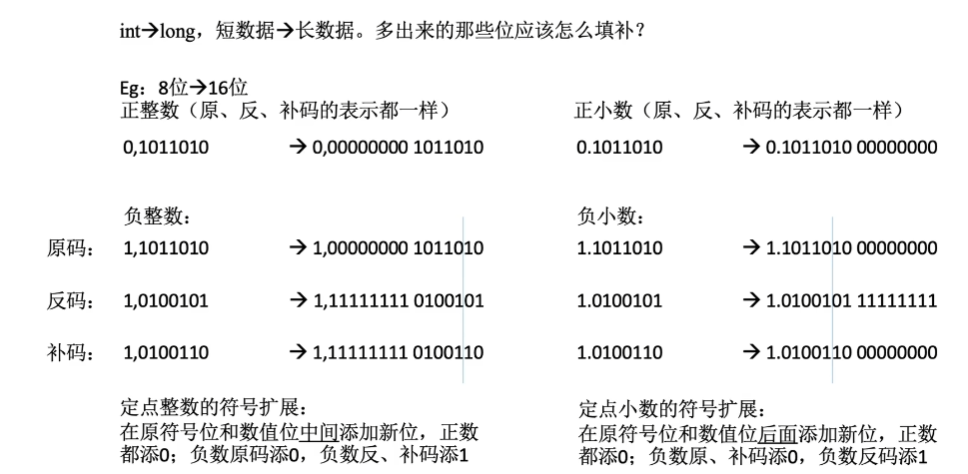 int→long，短数据→长数据。多出来的那些位应该怎么填补？
Eg：8位→16位
正整数（原、反、补码的表示都一样）
0,1011010 → 0,00000000 1011010
正小数（原、反、补码的表示都一样）
0.1011010 → 0.1011010 00000000
负整数：
原码： 1,1011010 → 1,00000000 1011010
反码： 1,0100101 → 1,11111111 0100101
补码： 1,0100110 → 1,11111111 0100110
负小数：
1.1011010 → 1.1011010 00000000
1.0100101 → 1.0100101 11111111
1.0100110 → 1.0100110 00000000
定点整数的符号扩展：
在原符号位和数值位中间添加新位，正数
都添0；负数原码添0，负数反、补码添1
定点小数的符号扩展：
在原符号位和数值位后面添加新位，正数
都添0；负数原、补码添0，负数反码添1